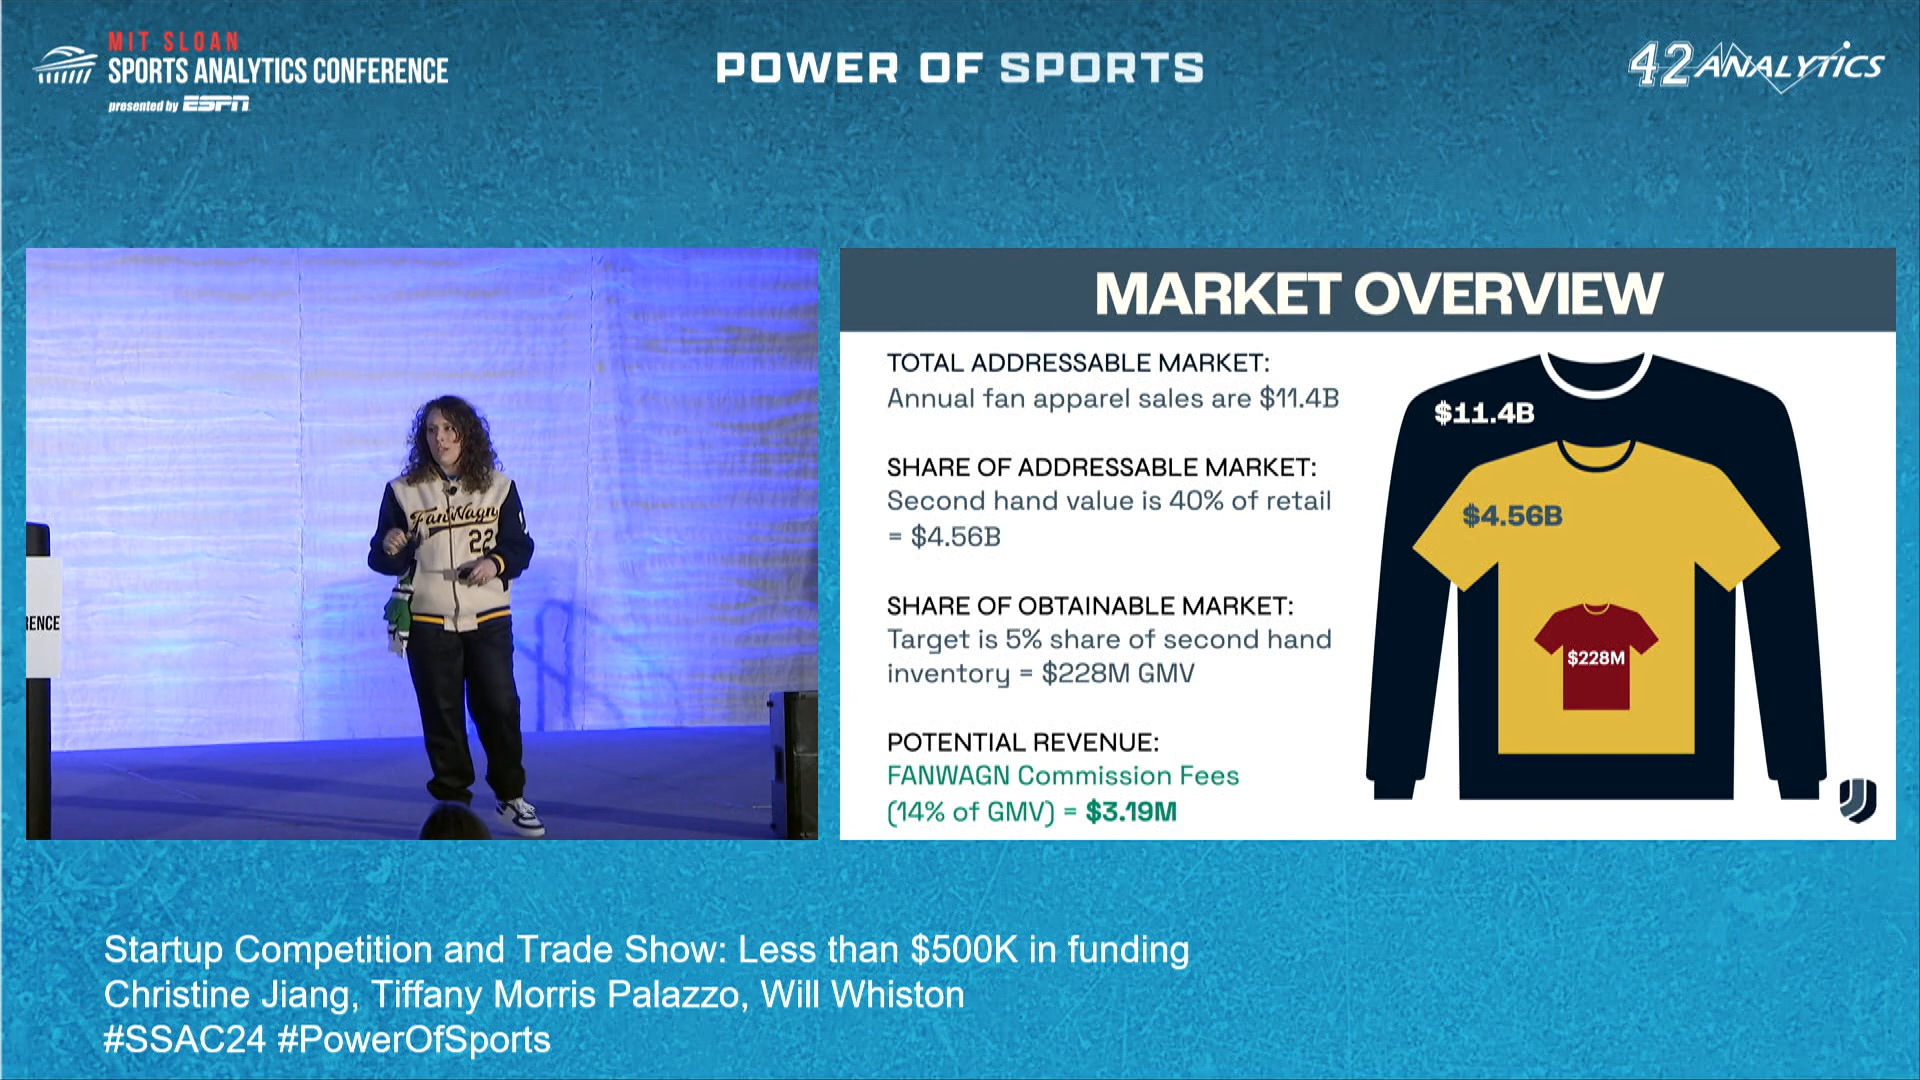 MIT SLOAN
SPORTS ANALYTICS CONFERENCE
presented by ESPN
POWER OF SPORTS
42 ANALYTICS
FanWagn
22
RENCE
MARKET OVERVIEW
TOTAL ADDRESSABLE MARKET:
Annual fan apparel sales are $11.4B
SHARE OF ADDRESSABLE MARKET:
Second hand value is 40% of retail
= $4.56B
SHARE OF OBTAINABLE MARKET:
Target is 5% share of second hand
inventory = $228M GMV
POTENTIAL REVENUE:
FANWAGN Commission Fees
(14% of GMV) = $3.19M
$11.4B
$4.56B
$228M
Startup Competition and Trade Show: Less than $500K in funding
Christine Jiang, Tiffany Morris Palazzo, Will Whiston
#SSAC24 #PowerOfSports